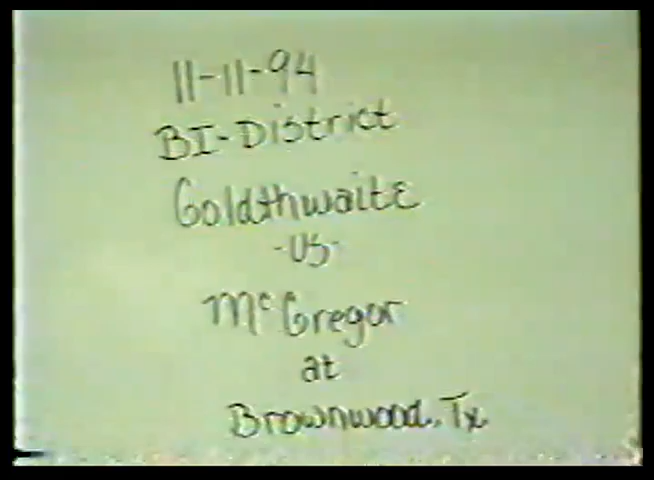 11-11-94
BI-District
Goldthwaite
-VS-
McGregor
at
Brownwood, Tx